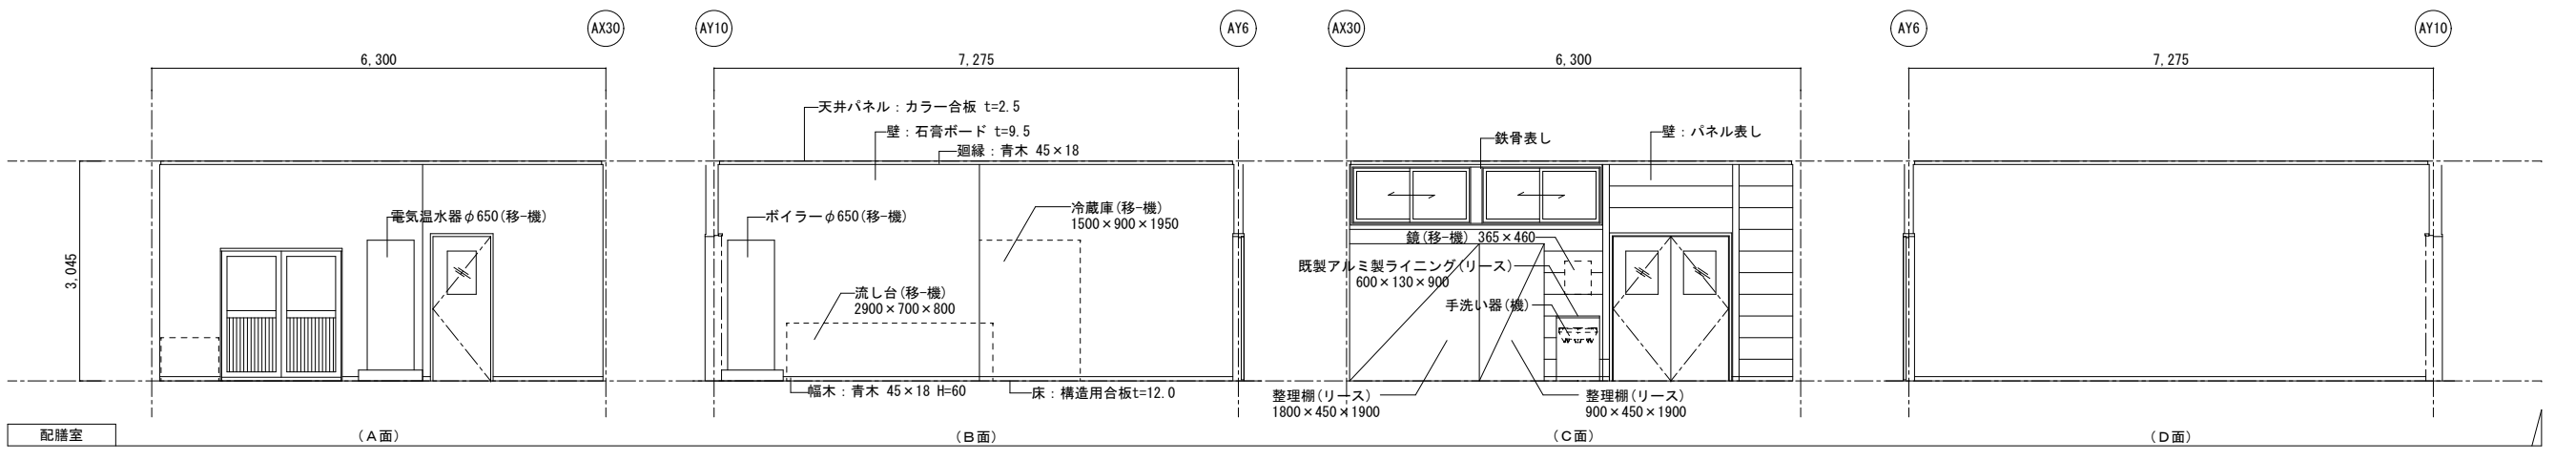 AX30
AY10
AY6
AX30
AY6
AY10
6,300
7,275
6,300
7,275
天井パネル：カラー合板 t=2.5
壁：石膏ボード t=9.5
廻縁：青木 45×18
鉄骨表し
壁：パネル表し
3,045
電気温水器φ650(移-機)
ボイラーφ650(移-機)
冷蔵庫(移-機)
1500×900×1950
流し台(移-機)
2900×700×800
鏡(移-機) 365×460
既製アルミ製ライニング(リース)
600×130×900
手洗い器(機)
幅木：青木 45×18 H=60
床：構造用合板t=12.0
整理棚(リース)
1800×450×1900
整理棚(リース)
900×450×1900
配膳室
(Ａ面)
(Ｂ面)
(Ｃ面)
(Ｄ面)